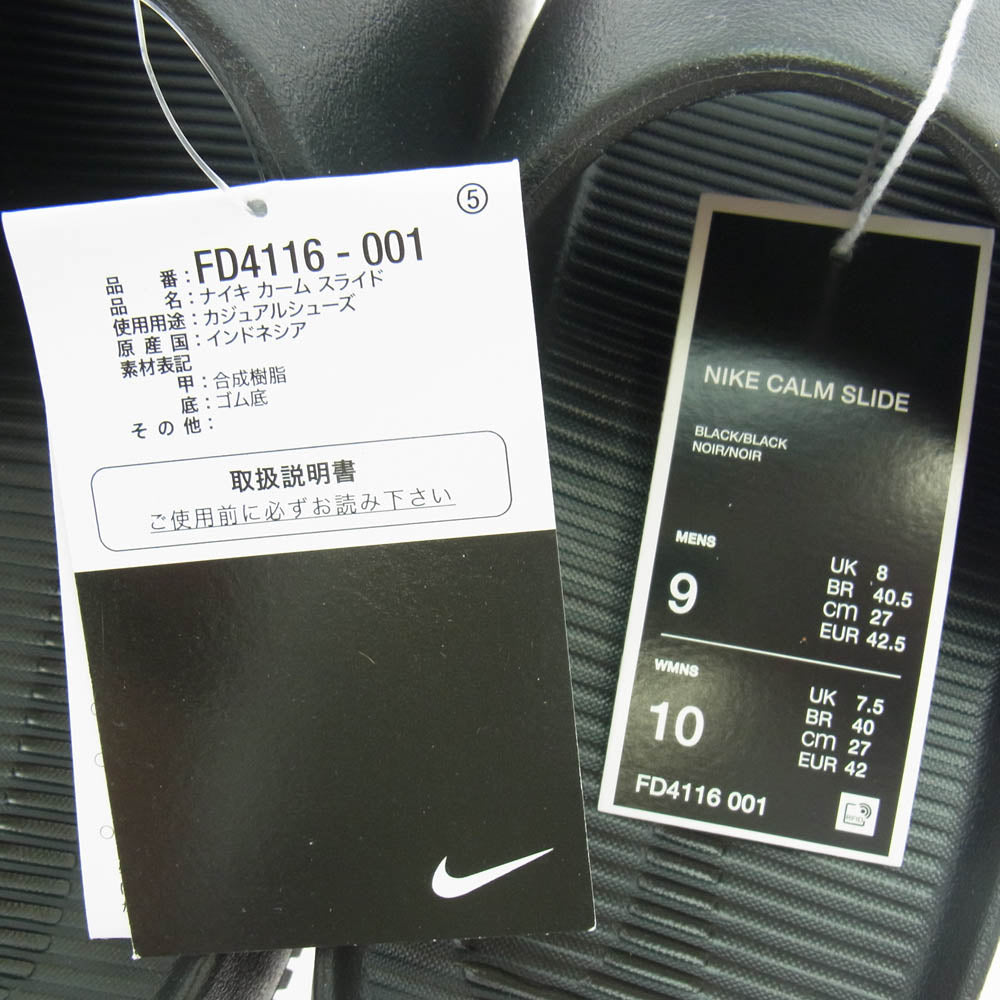 ⑤
品 番：FD4116 - 001
品 名：ナイキ カーム スライド
使用用途：カジュアルシューズ
原 産 国：インドネシア
素材表記
甲：合成樹脂
底：ゴム底
そ の 他：
取扱説明書
ご使用前に必ずお読み下さい
NIKE CALM SLIDE
BLACK/BLACK
NOIR/NOIR
MENS
9
UK 8
BR 40.5
CM 27
EUR 42.5
WMNS
10
UK 7.5
BR 40
CM 27
EUR 42
FD4116 001
RFID